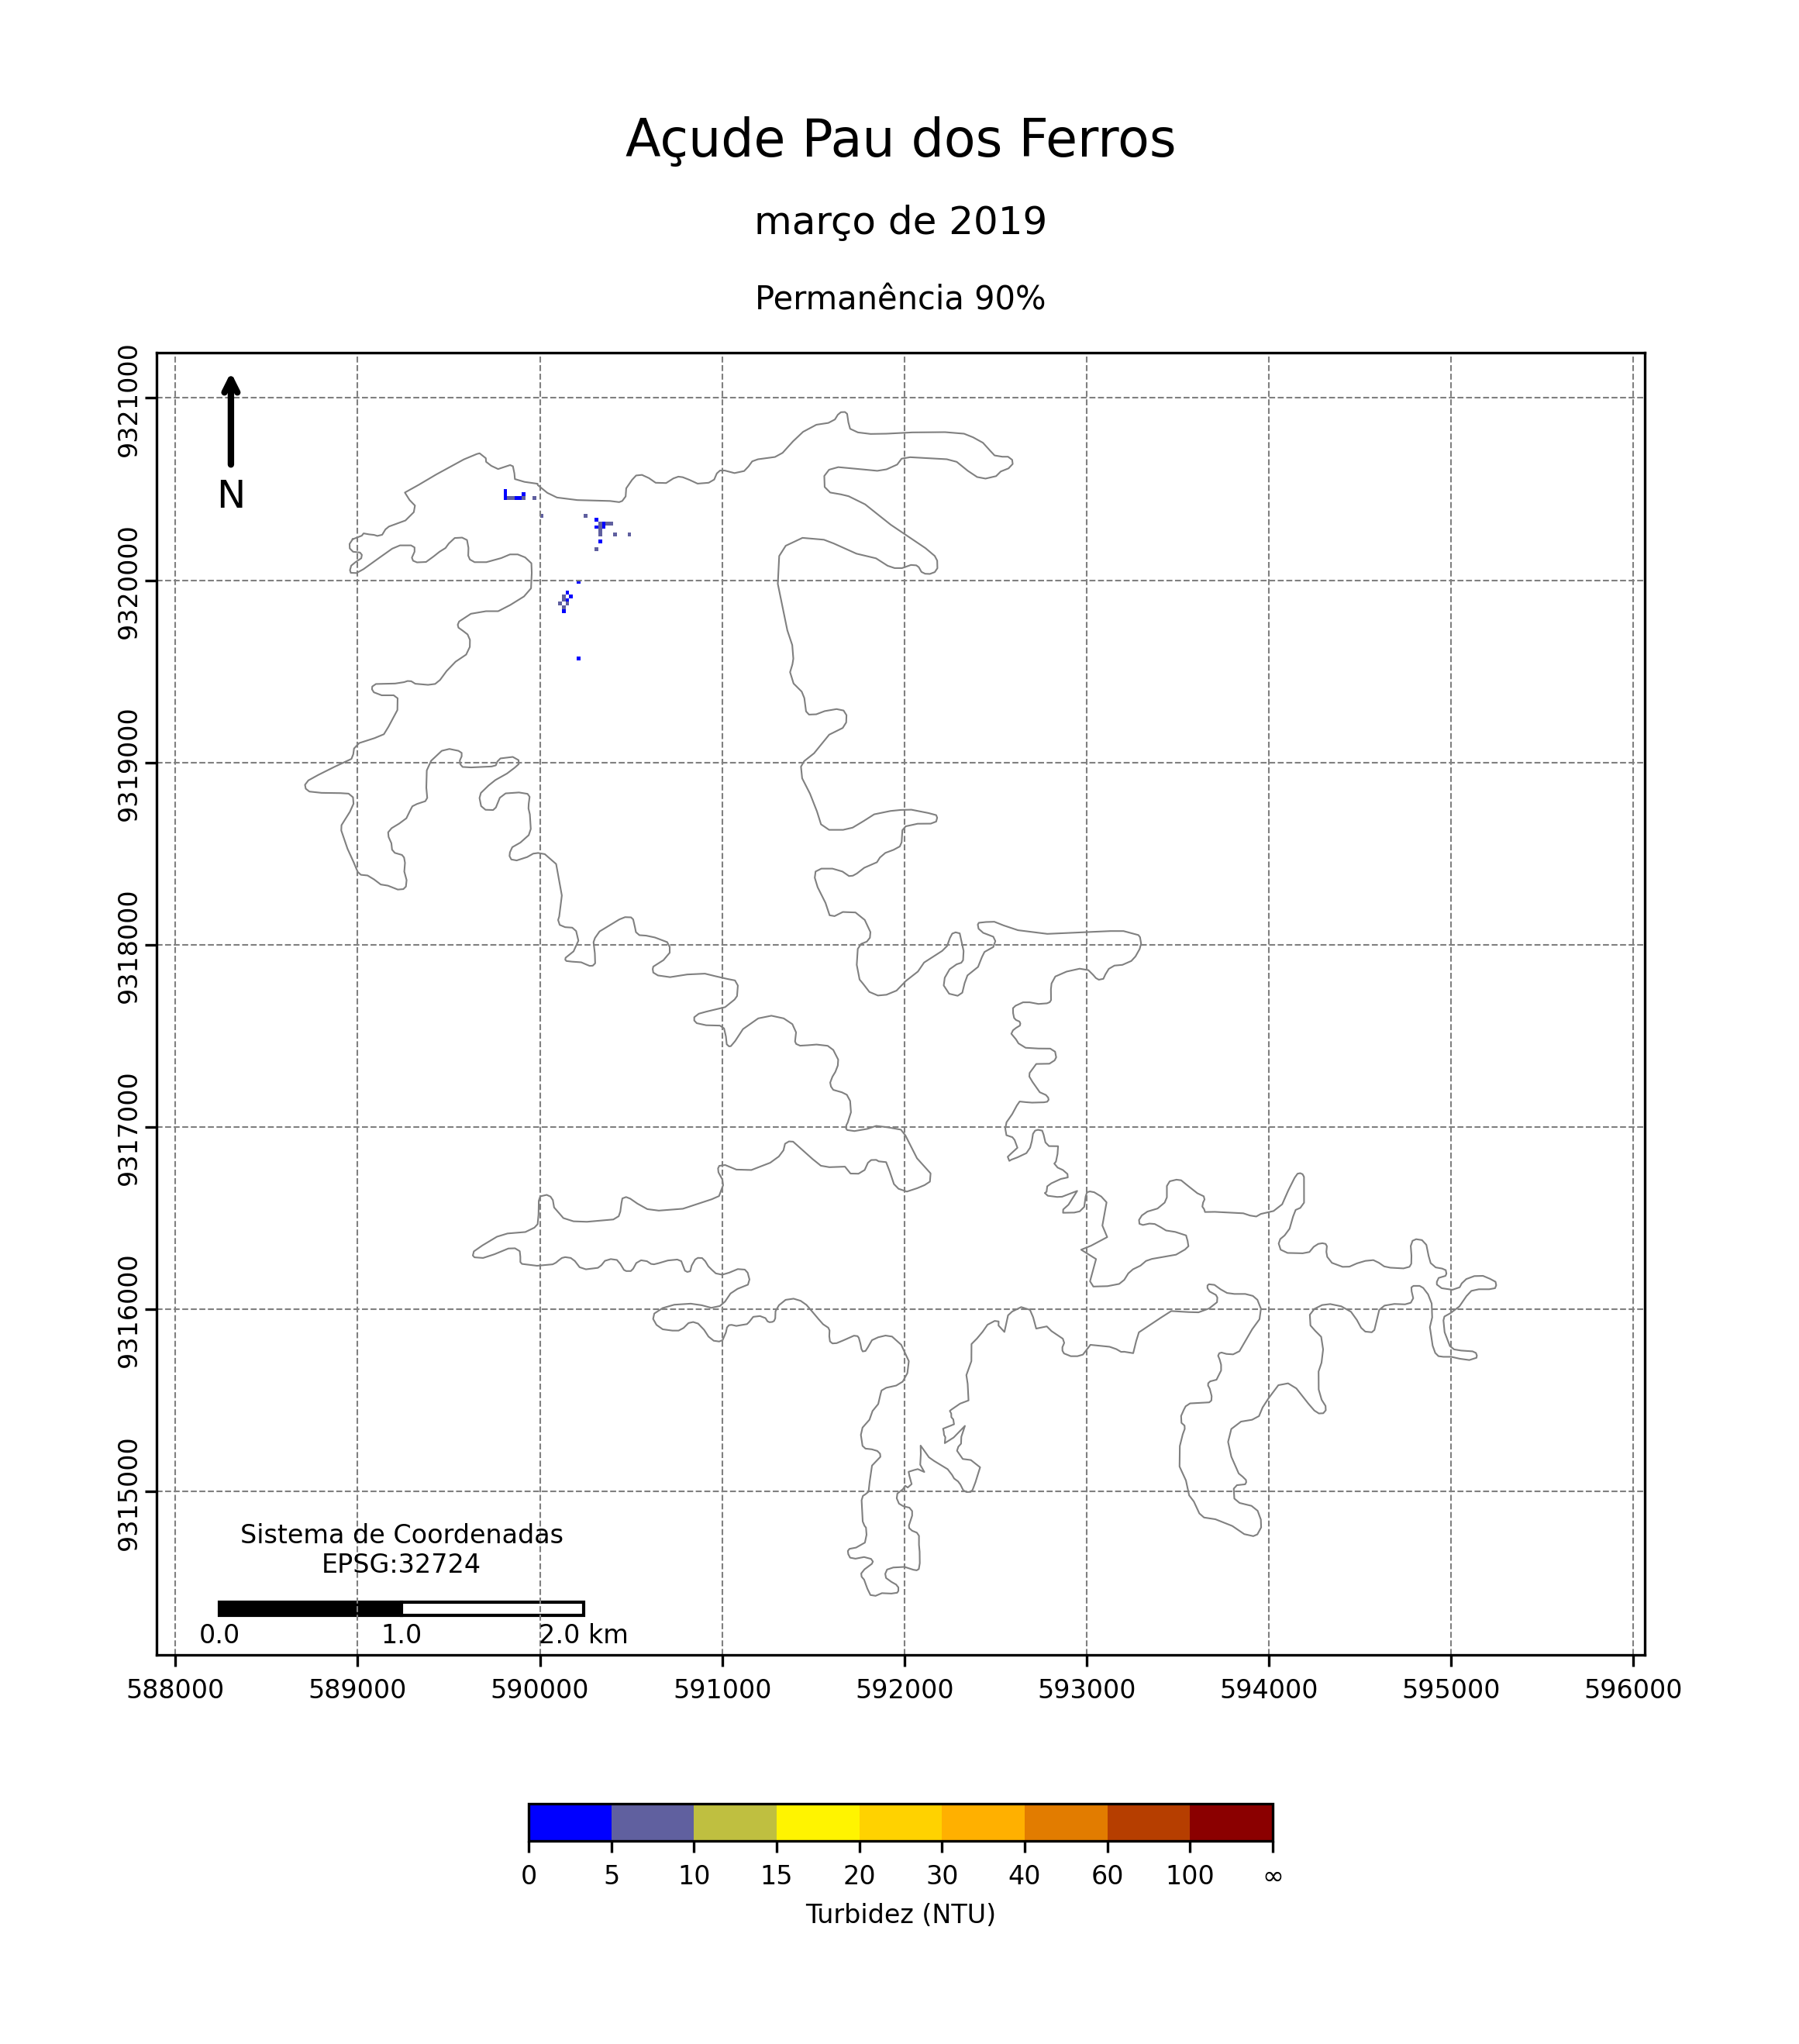 Açude Pau dos Ferros
março de 2019
Permanência 90%
N
9321000
9320000
9319000
9318000
9317000
9316000
9315000
Sistema de Coordenadas
EPSG:32724
0.0 1.0 2.0 km
588000 589000 590000 591000 592000 593000 594000 595000 596000
0 5 10 15 20 30 40 60 100 ∞
Turbidez (NTU)